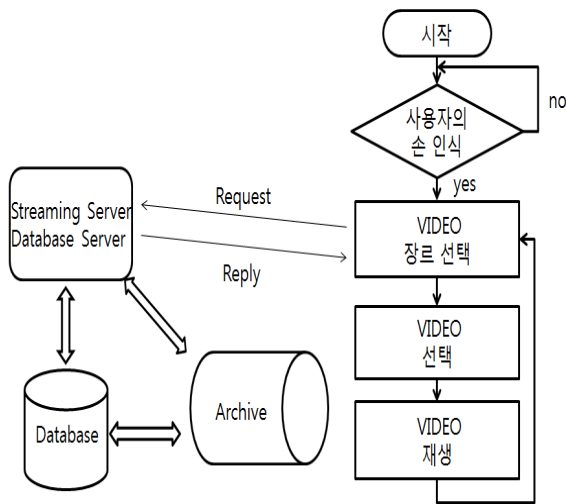 시작
no
사용자의
손 인식
yes
Streaming Server
Database Server
Request
Reply
VIDEO
장르 선택
VIDEO
선택
Archive
Database
VIDEO
재생